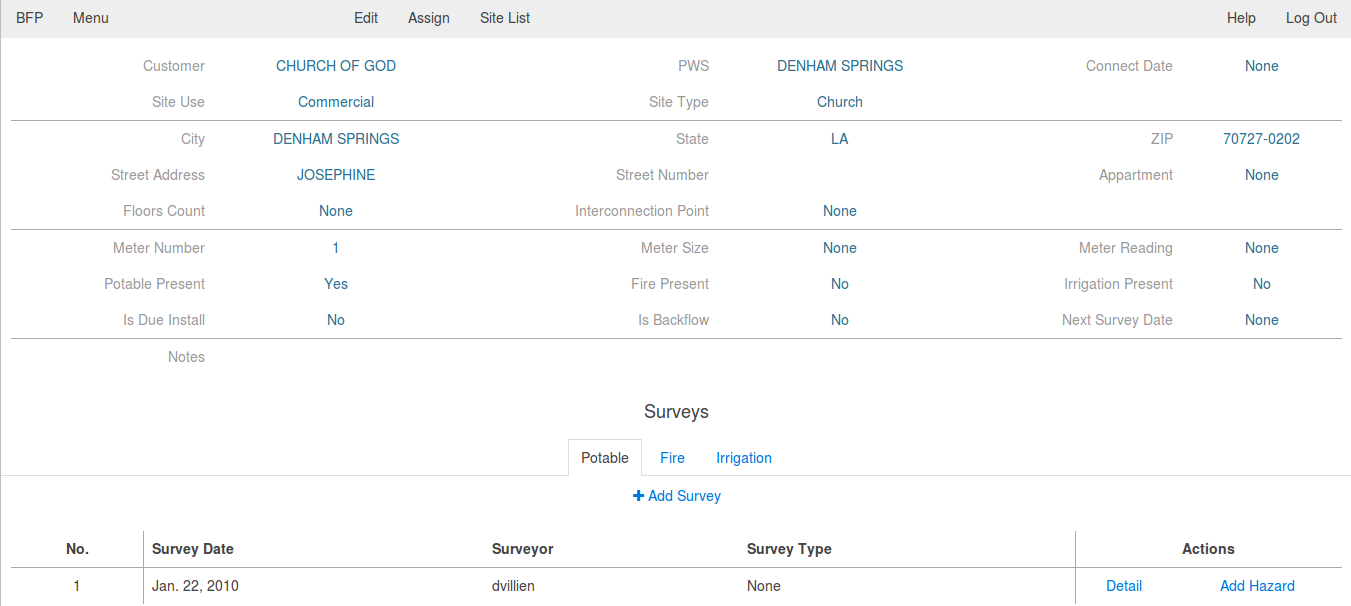 BFP Menu Edit Assign Site List Help Log Out
Customer CHURCH OF GOD PWS DENHAM SPRINGS Connect Date None
Site Use Commercial Site Type Church
City DENHAM SPRINGS State LA ZIP 70727-0202
Street Address JOSEPHINE Street Number Appartment None
Floors Count None Interconnection Point None
Meter Number 1 Meter Size None Meter Reading None
Potable Present Yes Fire Present No Irrigation Present No
Is Due Install No Is Backflow No Next Survey Date None
Notes
Surveys
Potable Fire Irrigation
+ Add Survey
No. Survey Date Surveyor Survey Type Actions
1 Jan. 22, 2010 dvillien None Detail Add Hazard